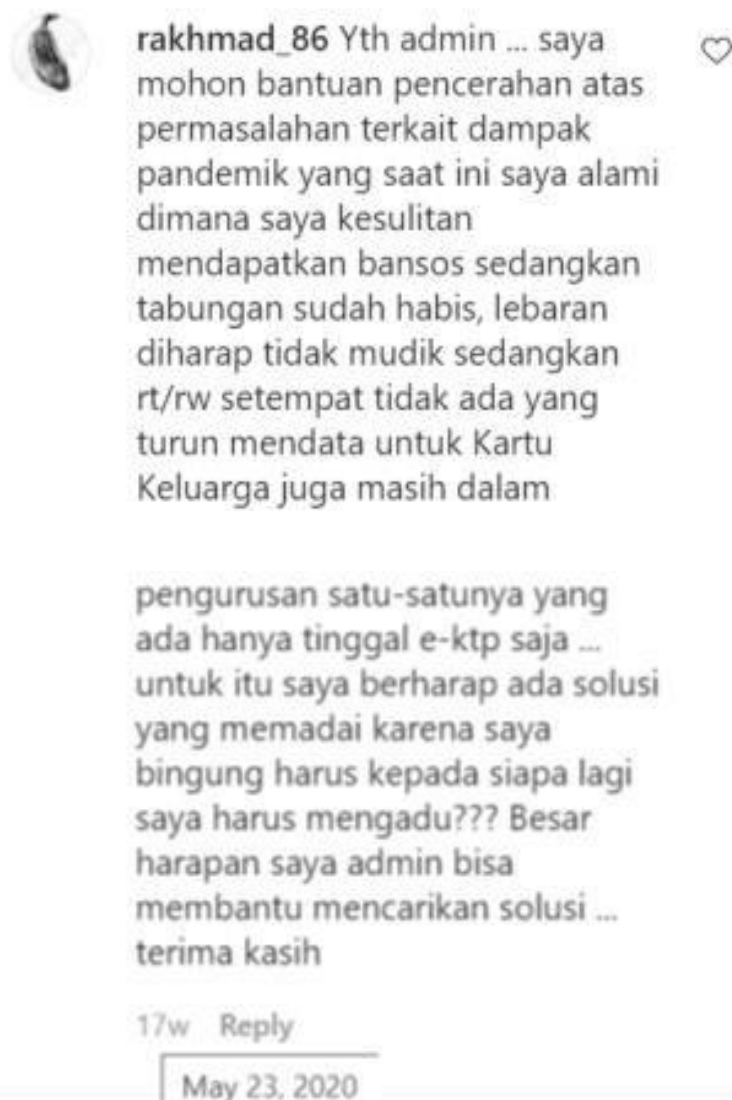 rakhmad_86 Yth admin ... saya
mohon bantuan pencerahan atas
permasalahan terkait dampak
pandemik yang saat ini saya alami
dimana saya kesulitan
mendapatkan bansos sedangkan
tabungan sudah habis, lebaran
diharap tidak mudik sedangkan
rt/rw setempat tidak ada yang
turun mendata untuk Kartu
Keluarga juga masih dalam
pengurusan satu-satunya yang
ada hanya tinggal e-ktp saja ...
untuk itu saya berharap ada solusi
yang memadai karena saya
bingung harus kepada siapa lagi
saya harus mengadu??? Besar
harapan saya admin bisa
membantu mencarikan solusi ...
terima kasih
17w Reply
May 23, 2020